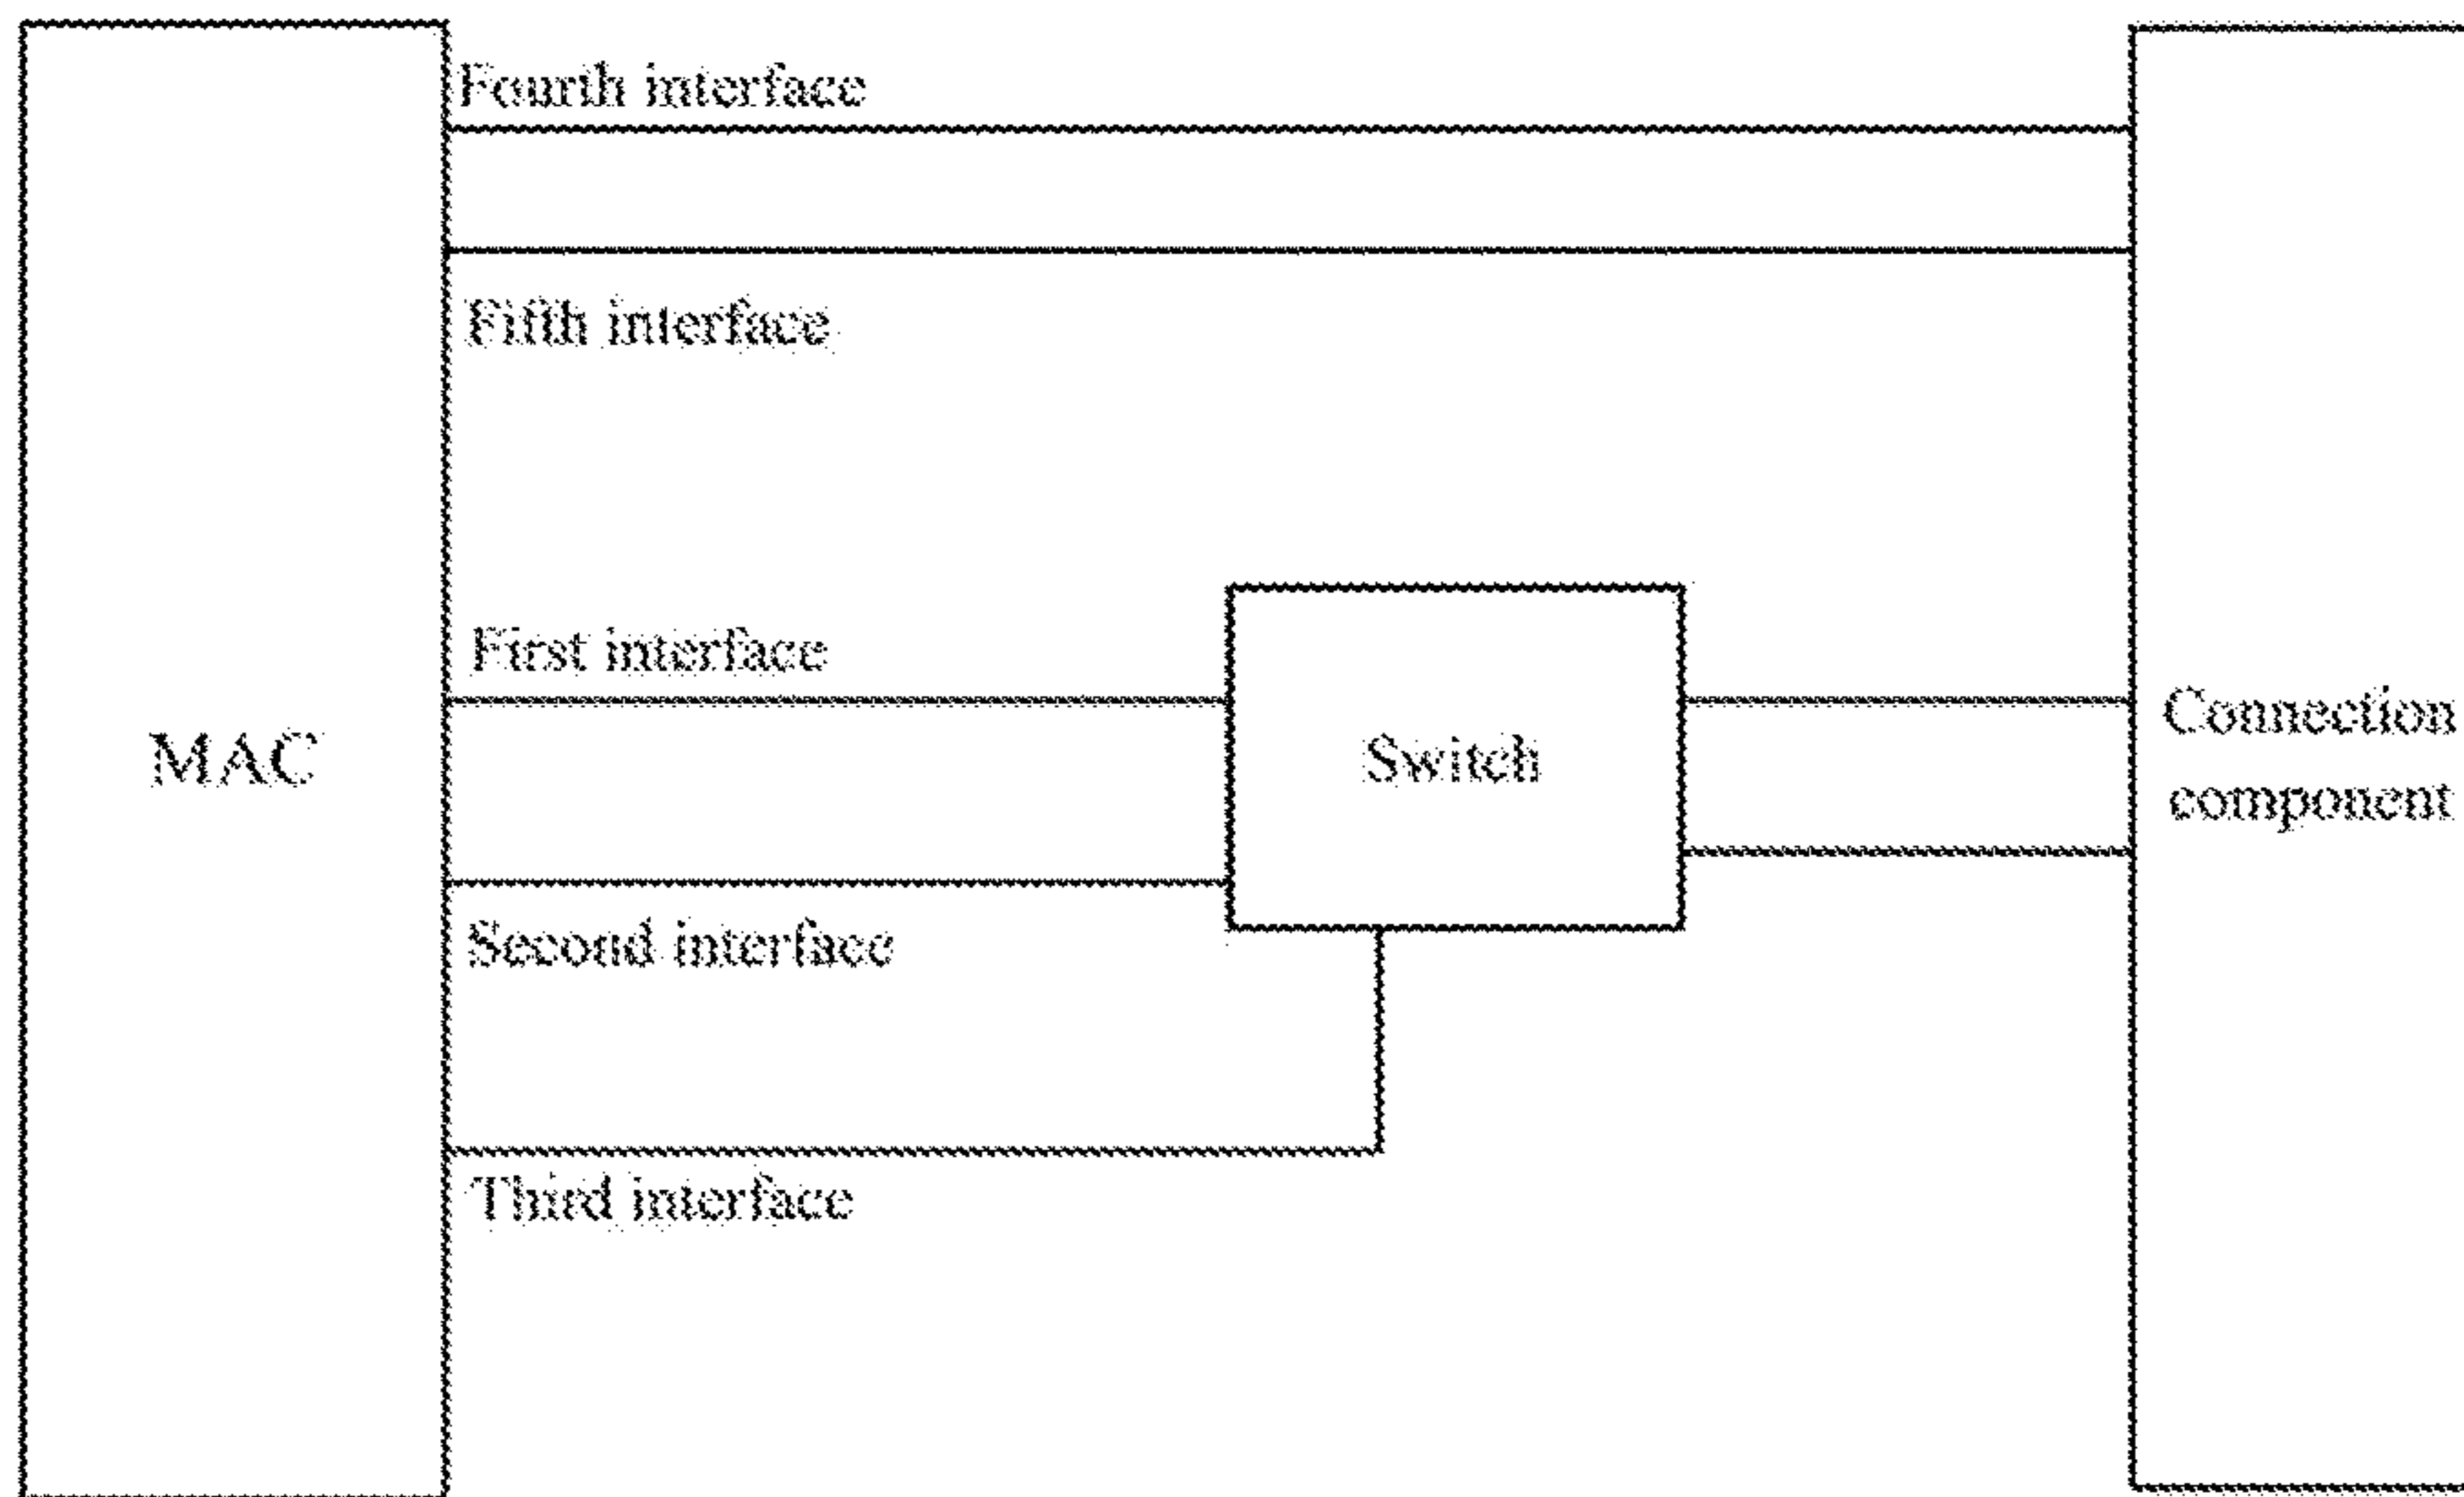 Fourth interface
Fifth interface
First interface
MAC
Switch
Connection
component
Second interface
Third interface